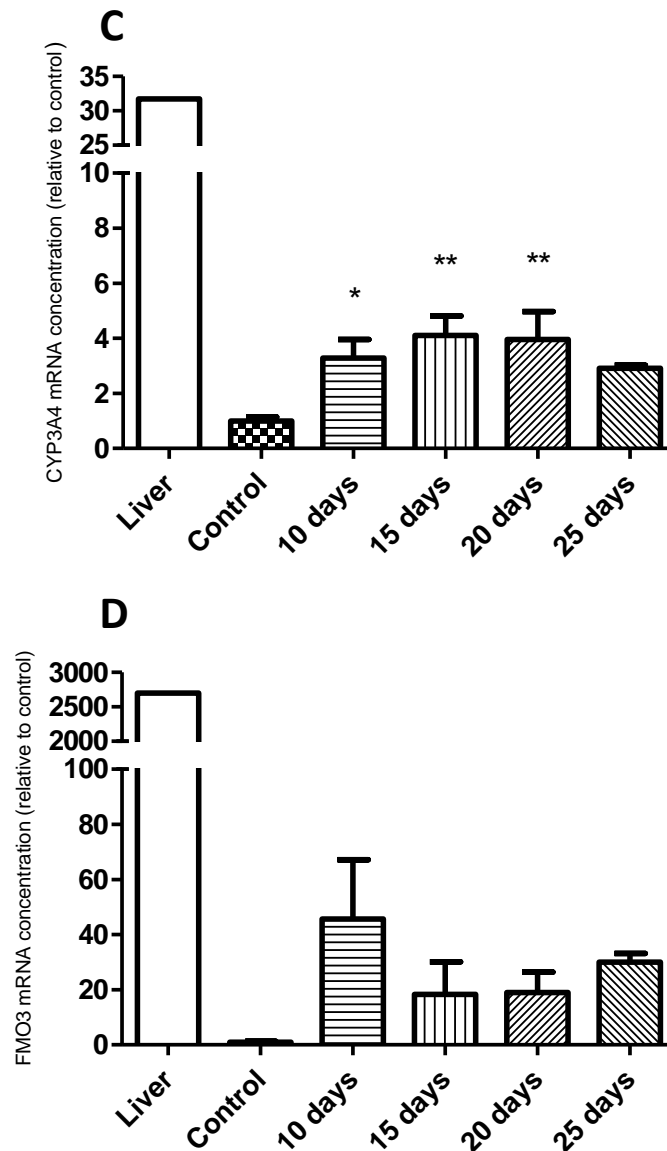 C
CYP3A4 mRNA concentration (relative to control)
35
30
25
10
8
6
4
2
0
*
**
**
Liver
Control
10 days
15 days
20 days
25 days
D
FMO3 mRNA concentration (relative to control)
3000
2500
2000
100
80
60
40
20
0
Liver
Control
10 days
15 days
20 days
25 days